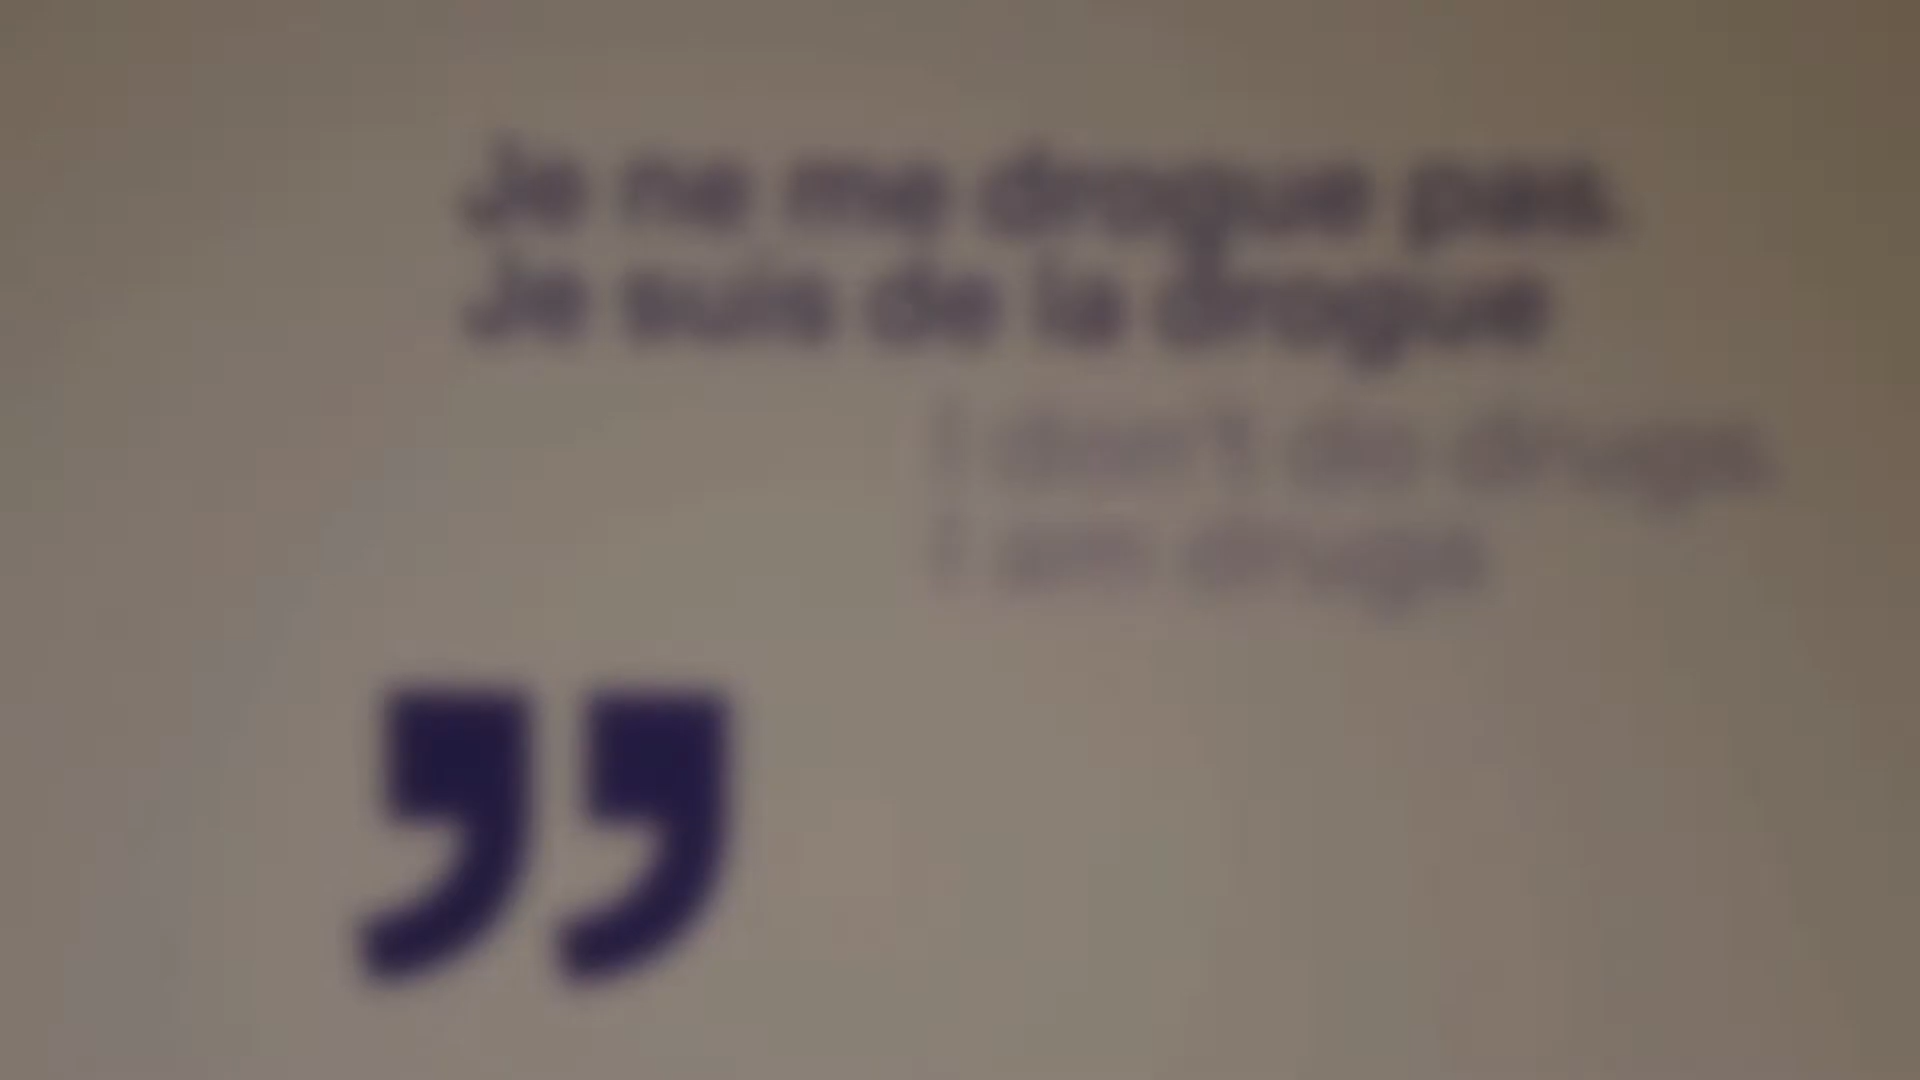 Je ne me drogue pas.
Je suis de la drogue
I don't do drugs,
I am drugs
”